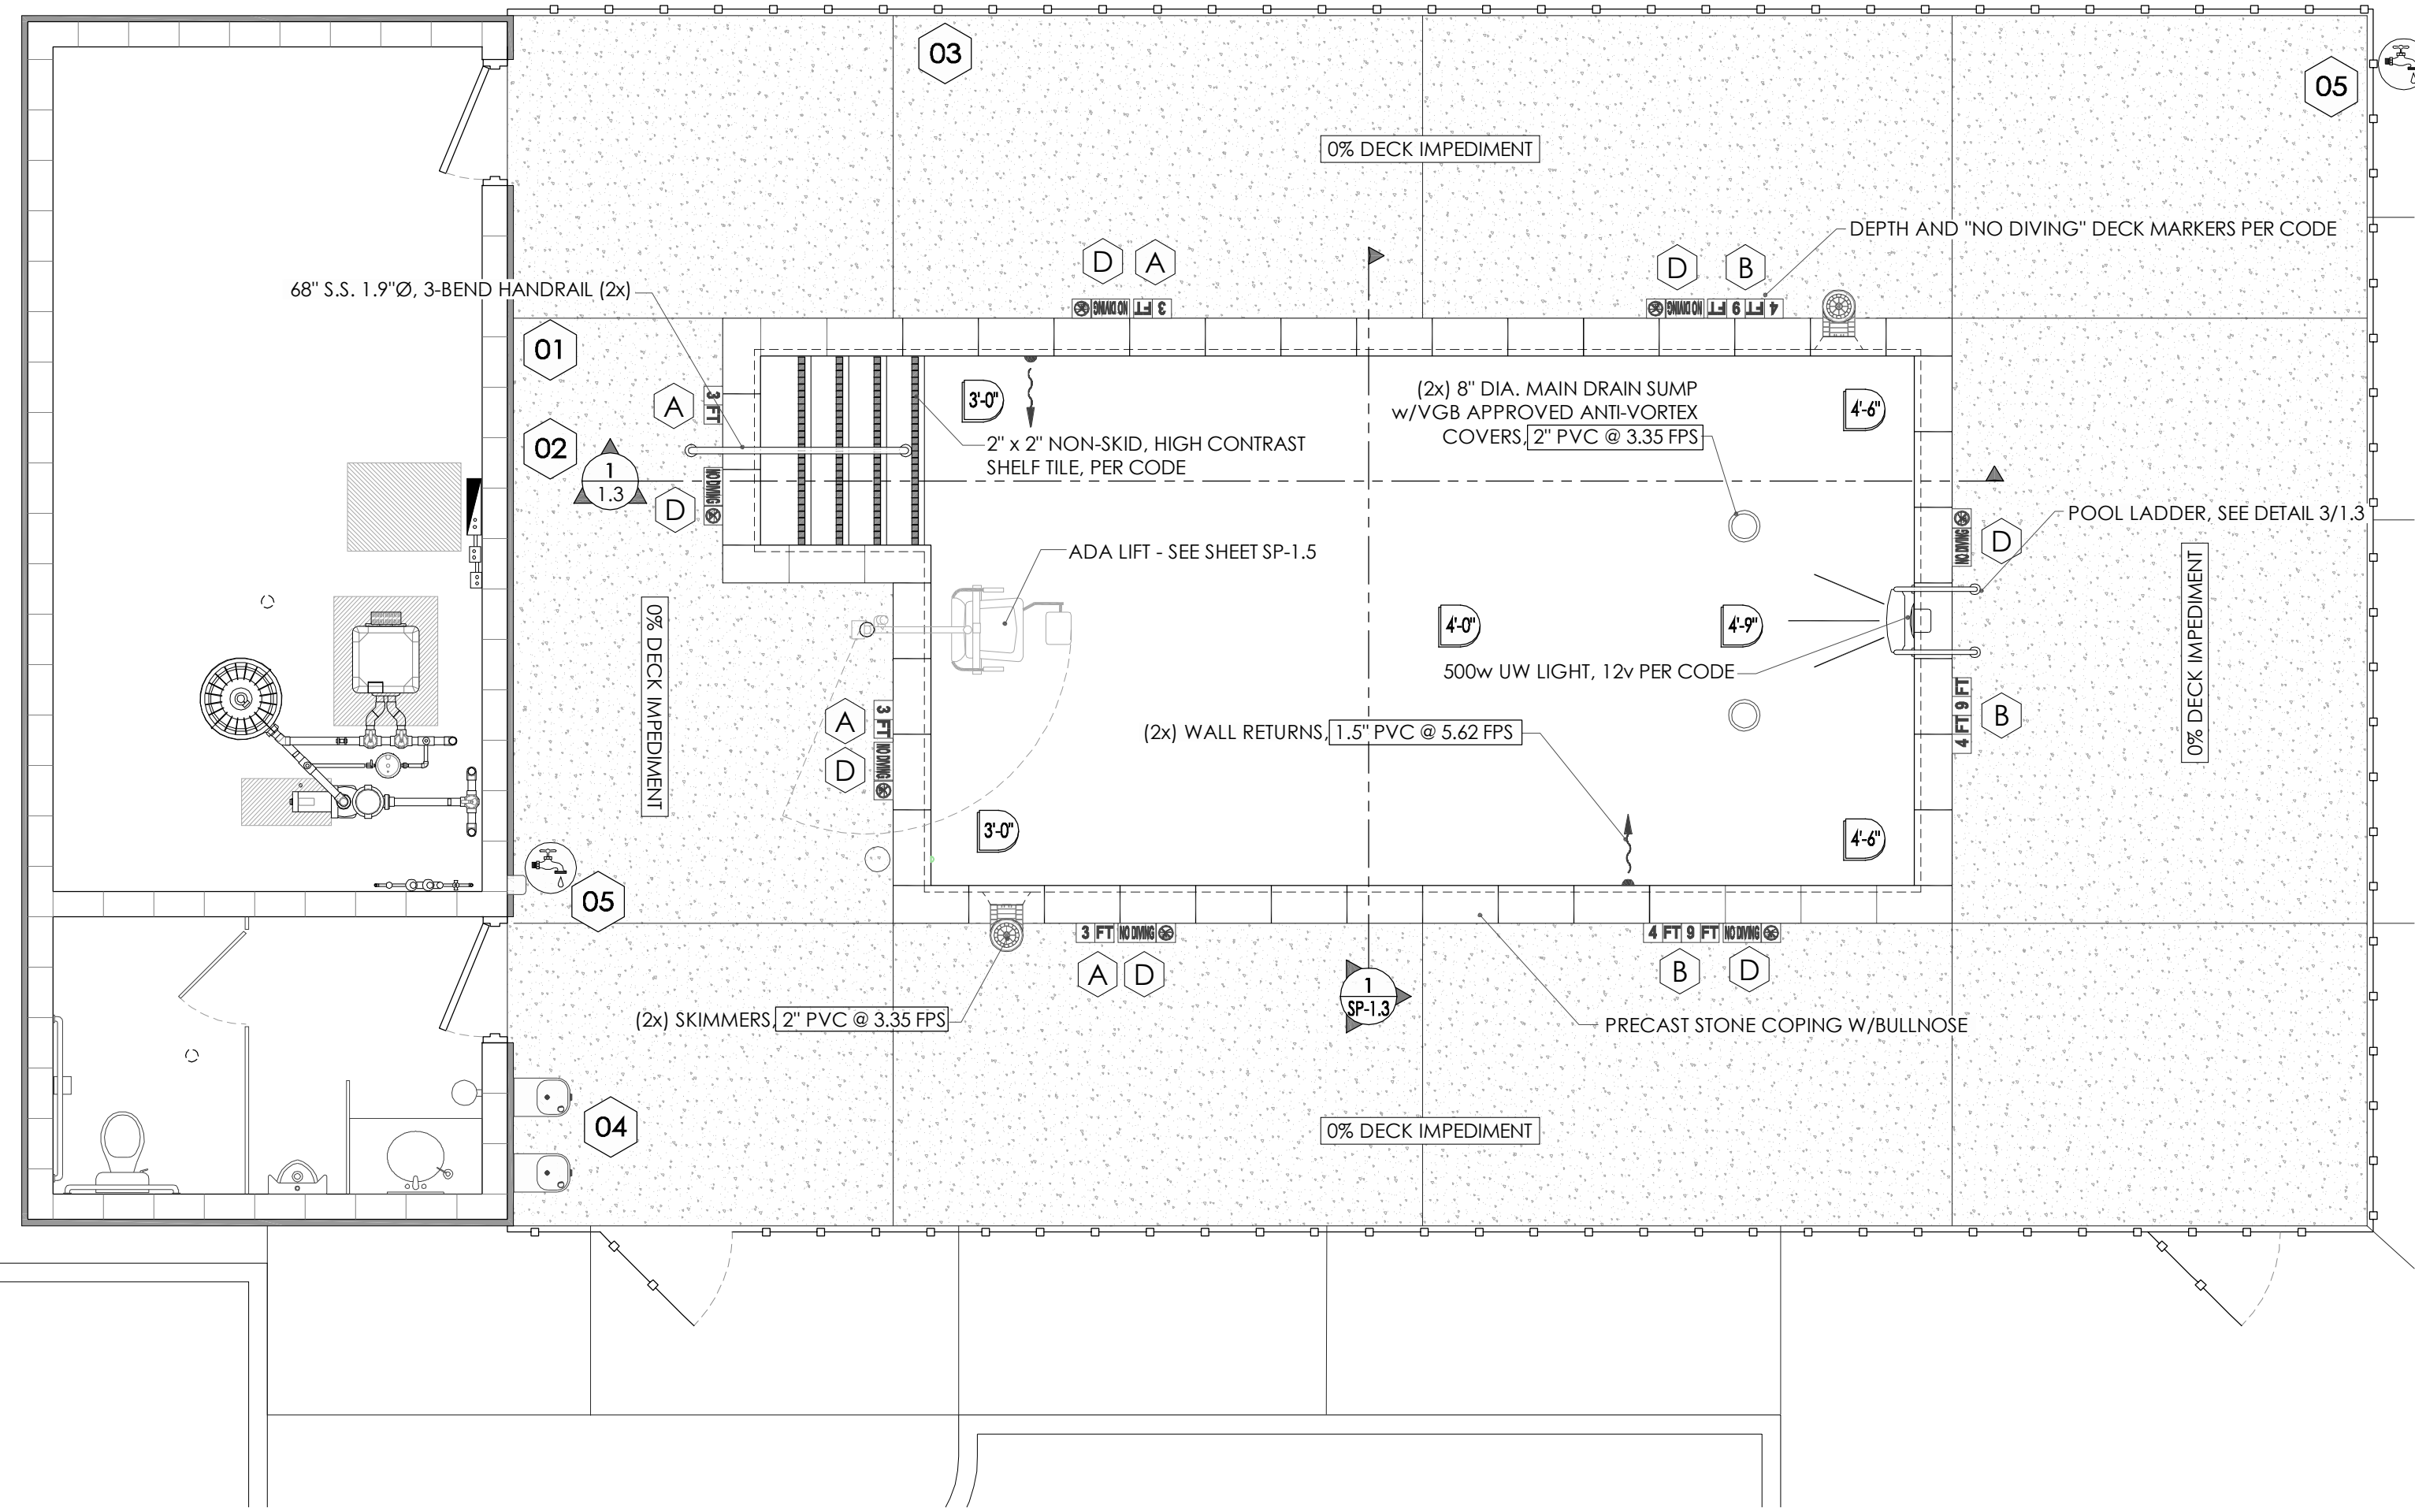 03
05
0% DECK IMPEDIMENT
DEPTH AND "NO DIVING" DECK MARKERS PER CODE
D A
D B
NO DIVING 3 FT
NO DIVING 4 FT 9 FT
68" S.S. 1.9"Ø, 3-BEND HANDRAIL (2x)
01
02
A
3 FT
1
1.3
D
NO DIVING
3'-0"
2" x 2" NON-SKID, HIGH CONTRAST
SHELF TILE, PER CODE
(2x) 8" DIA. MAIN DRAIN SUMP
w/VGB APPROVED ANTI-VORTEX
COVERS, 2" PVC @ 3.35 FPS
4'-6"
POOL LADDER, SEE DETAIL 3/1.3
NO DIVING
D
ADA LIFT - SEE SHEET SP-1.5
0% DECK IMPEDIMENT
4'-0"
4'-9"
0% DECK IMPEDIMENT
500w UW LIGHT, 12v PER CODE
4 FT 9 FT
B
A
3 FT
D
NO DIVING
(2x) WALL RETURNS, 1.5" PVC @ 5.62 FPS
3'-0"
4'-6"
05
3 FT NO DIVING
4 FT 9 FT NO DIVING
A D
B D
1
SP-1.3
(2x) SKIMMERS, 2" PVC @ 3.35 FPS
PRECAST STONE COPING W/BULLNOSE
04
0% DECK IMPEDIMENT